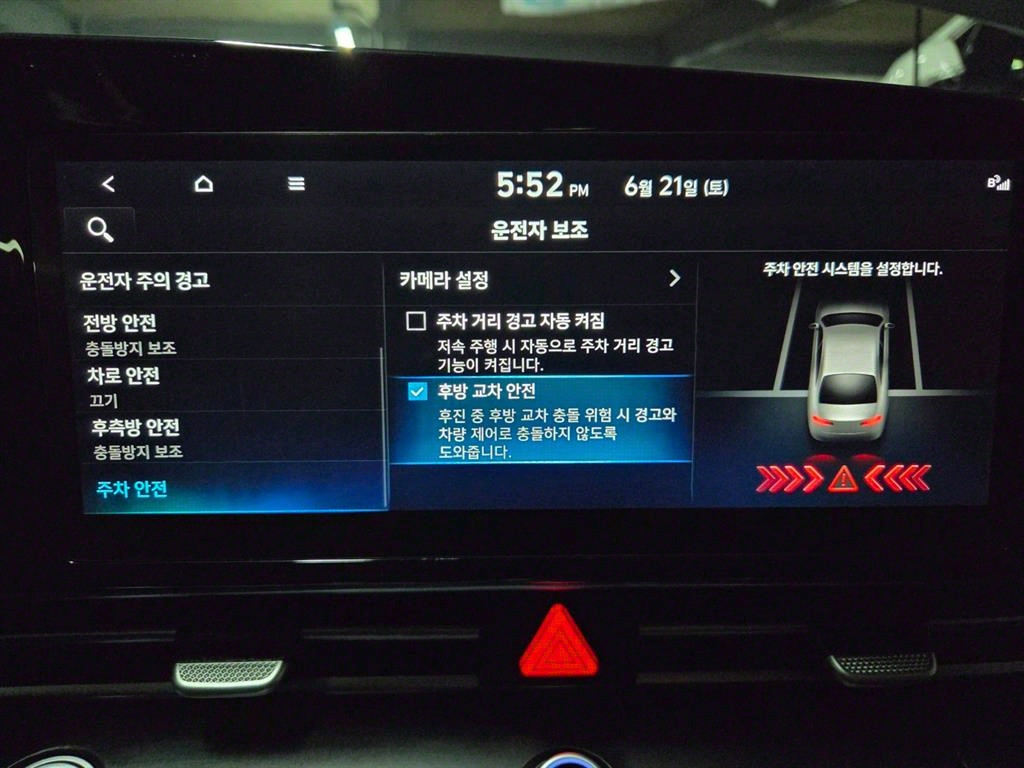 5:52 PM 6월 21일 (토)
운전자 보조
운전자 주의 경고
전방 안전
충돌방지 보조
차로 안전
끄기
후측방 안전
충돌방지 보조
주차 안전
카메라 설정
주차 거리 경고 자동 켜짐
저속 주행 시 자동으로 주차 거리 경고
기능이 켜집니다.
후방 교차 안전
후진 중 후방 교차 충돌 위험 시 경고와
차량 제어로 충돌하지 않도록
도와줍니다.
주차 안전 시스템을 설정합니다.